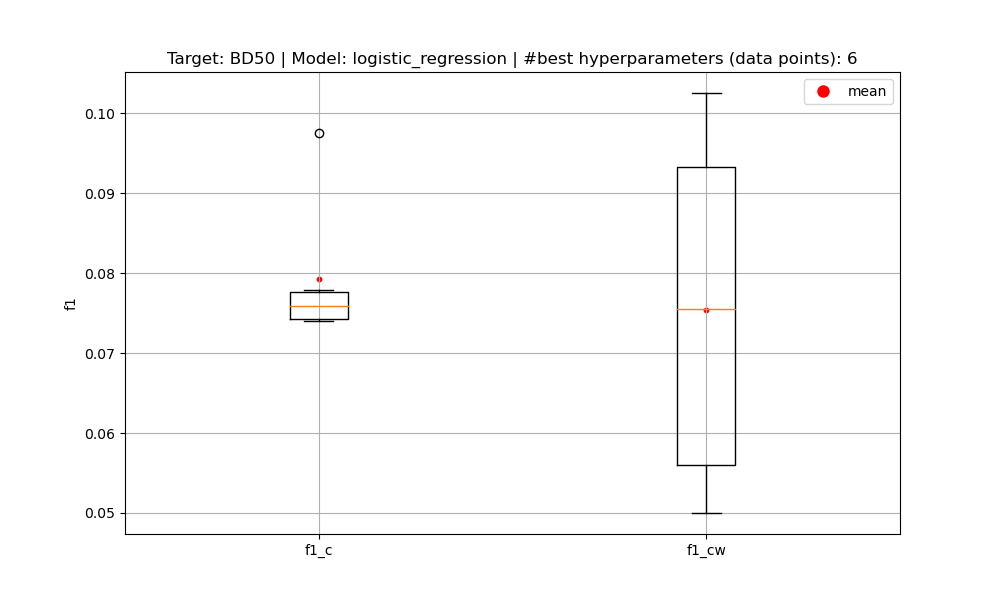 Target: BD50 | Model: logistic_regression | #best hyperparameters (data points): 6
mean
0.10
0.09
0.08
0.07
0.06
0.05
f1
f1_c
f1_cw